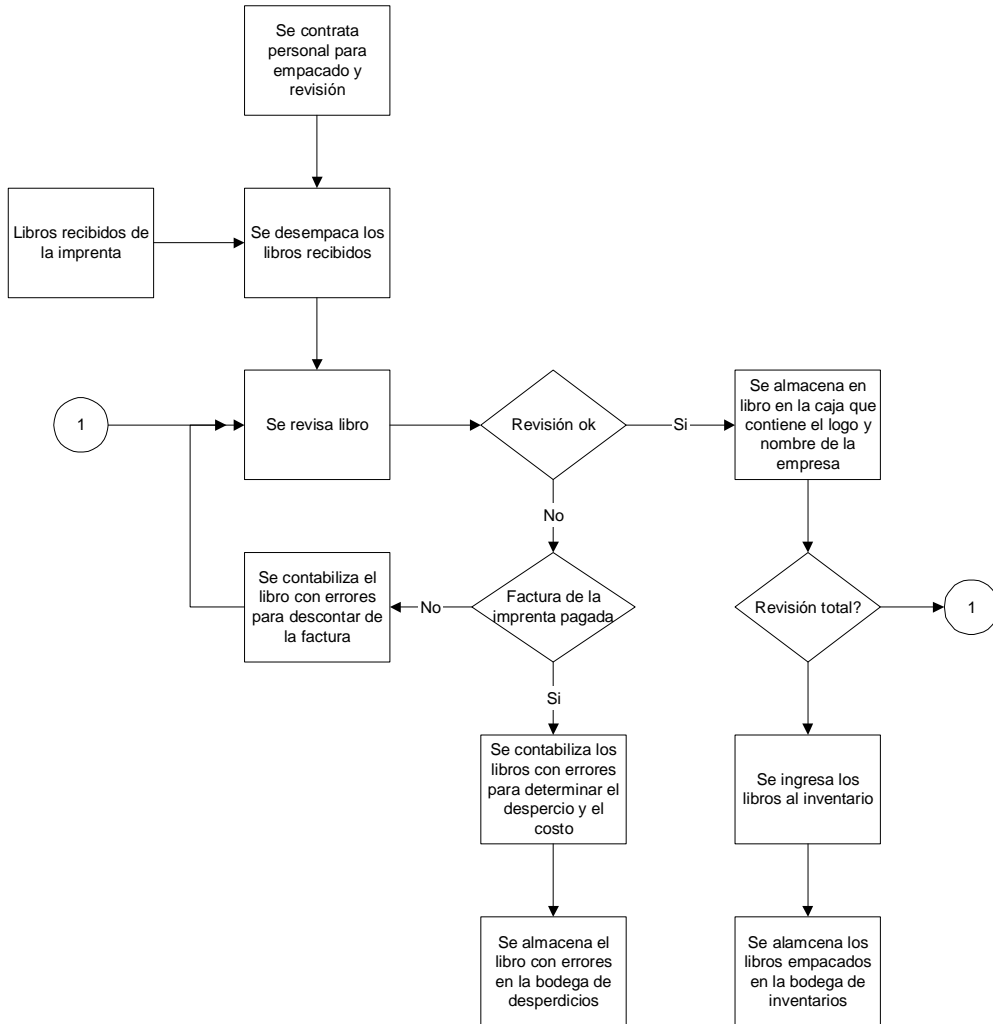 Se contrata
personal para
empacado y
revisión
Libros recibidos de
la imprenta
Se desempaca los
libros recibidos
1
Se revisa libro
Revisión ok
Si
Se almacena en
libro en la caja que
contiene el logo y
nombre de la
empresa
No
Se contabiliza el
libro con errores
para descontar de
la factura
No
Factura de la
imprenta pagada
Revisión total?
1
Si
Se contabiliza los
libros con errores
para determinar el
despercio y el
costo
Se ingresa los
libros al inventario
Se almacena el
libro con errores
en la bodega de
desperdicios
Se alamcena los
libros empacados
en la bodega de
inventarios